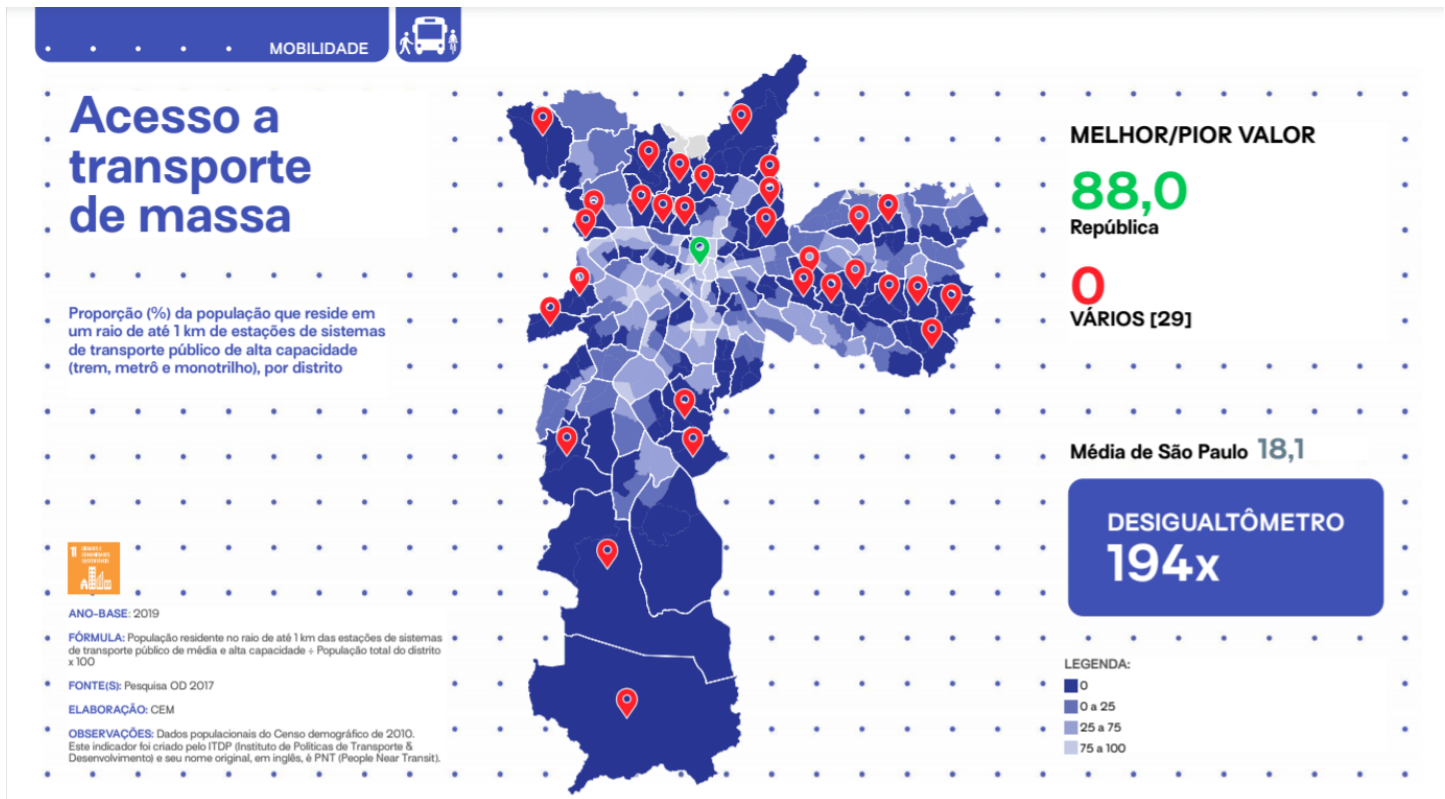 MOBILIDADE
Acesso a
transporte
de massa
Proporção (%) da população que reside em
um raio de até 1 km de estações de sistemas
de transporte público de alta capacidade
(trem, metrô e monotrilho), por distrito
ANO-BASE: 2019
FÓRMULA: População residente no raio de até 1 km das estações de sistemas
de transporte público de média e alta capacidade ÷ População total do distrito
x 100
FONTE(S): Pesquisa OD 2017
ELABORAÇÃO: CEM
OBSERVAÇÕES: Dados populacionais do Censo demográfico de 2010.
Este indicador foi criado pelo ITDP (Instituto de Políticas de Transporte &
Desenvolvimento) e seu nome original, em inglês, é PNT (People Near Transit).
MELHOR/PIOR VALOR
88,0
República
0
VÁRIOS [29]
Média de São Paulo 18,1
DESIGUALTÔMETRO
194x
LEGENDA:
0
0 a 25
25 a 75
75 a 100